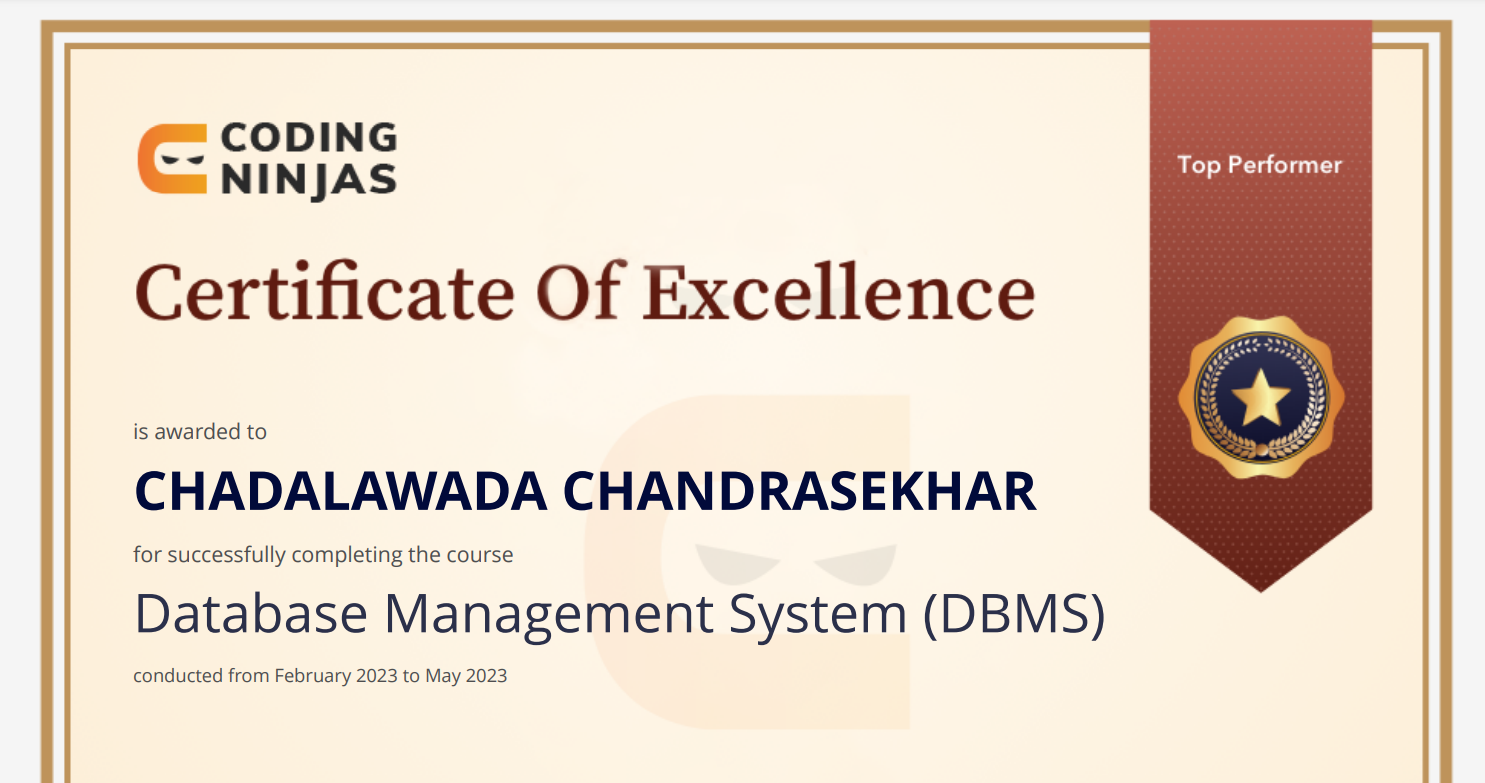 CODING
NINJAS
Top Performer
Certificate Of Excellence
is awarded to
CHADALAWADA CHANDRASEKHAR
for successfully completing the course
Database Management System (DBMS)
conducted from February 2023 to May 2023